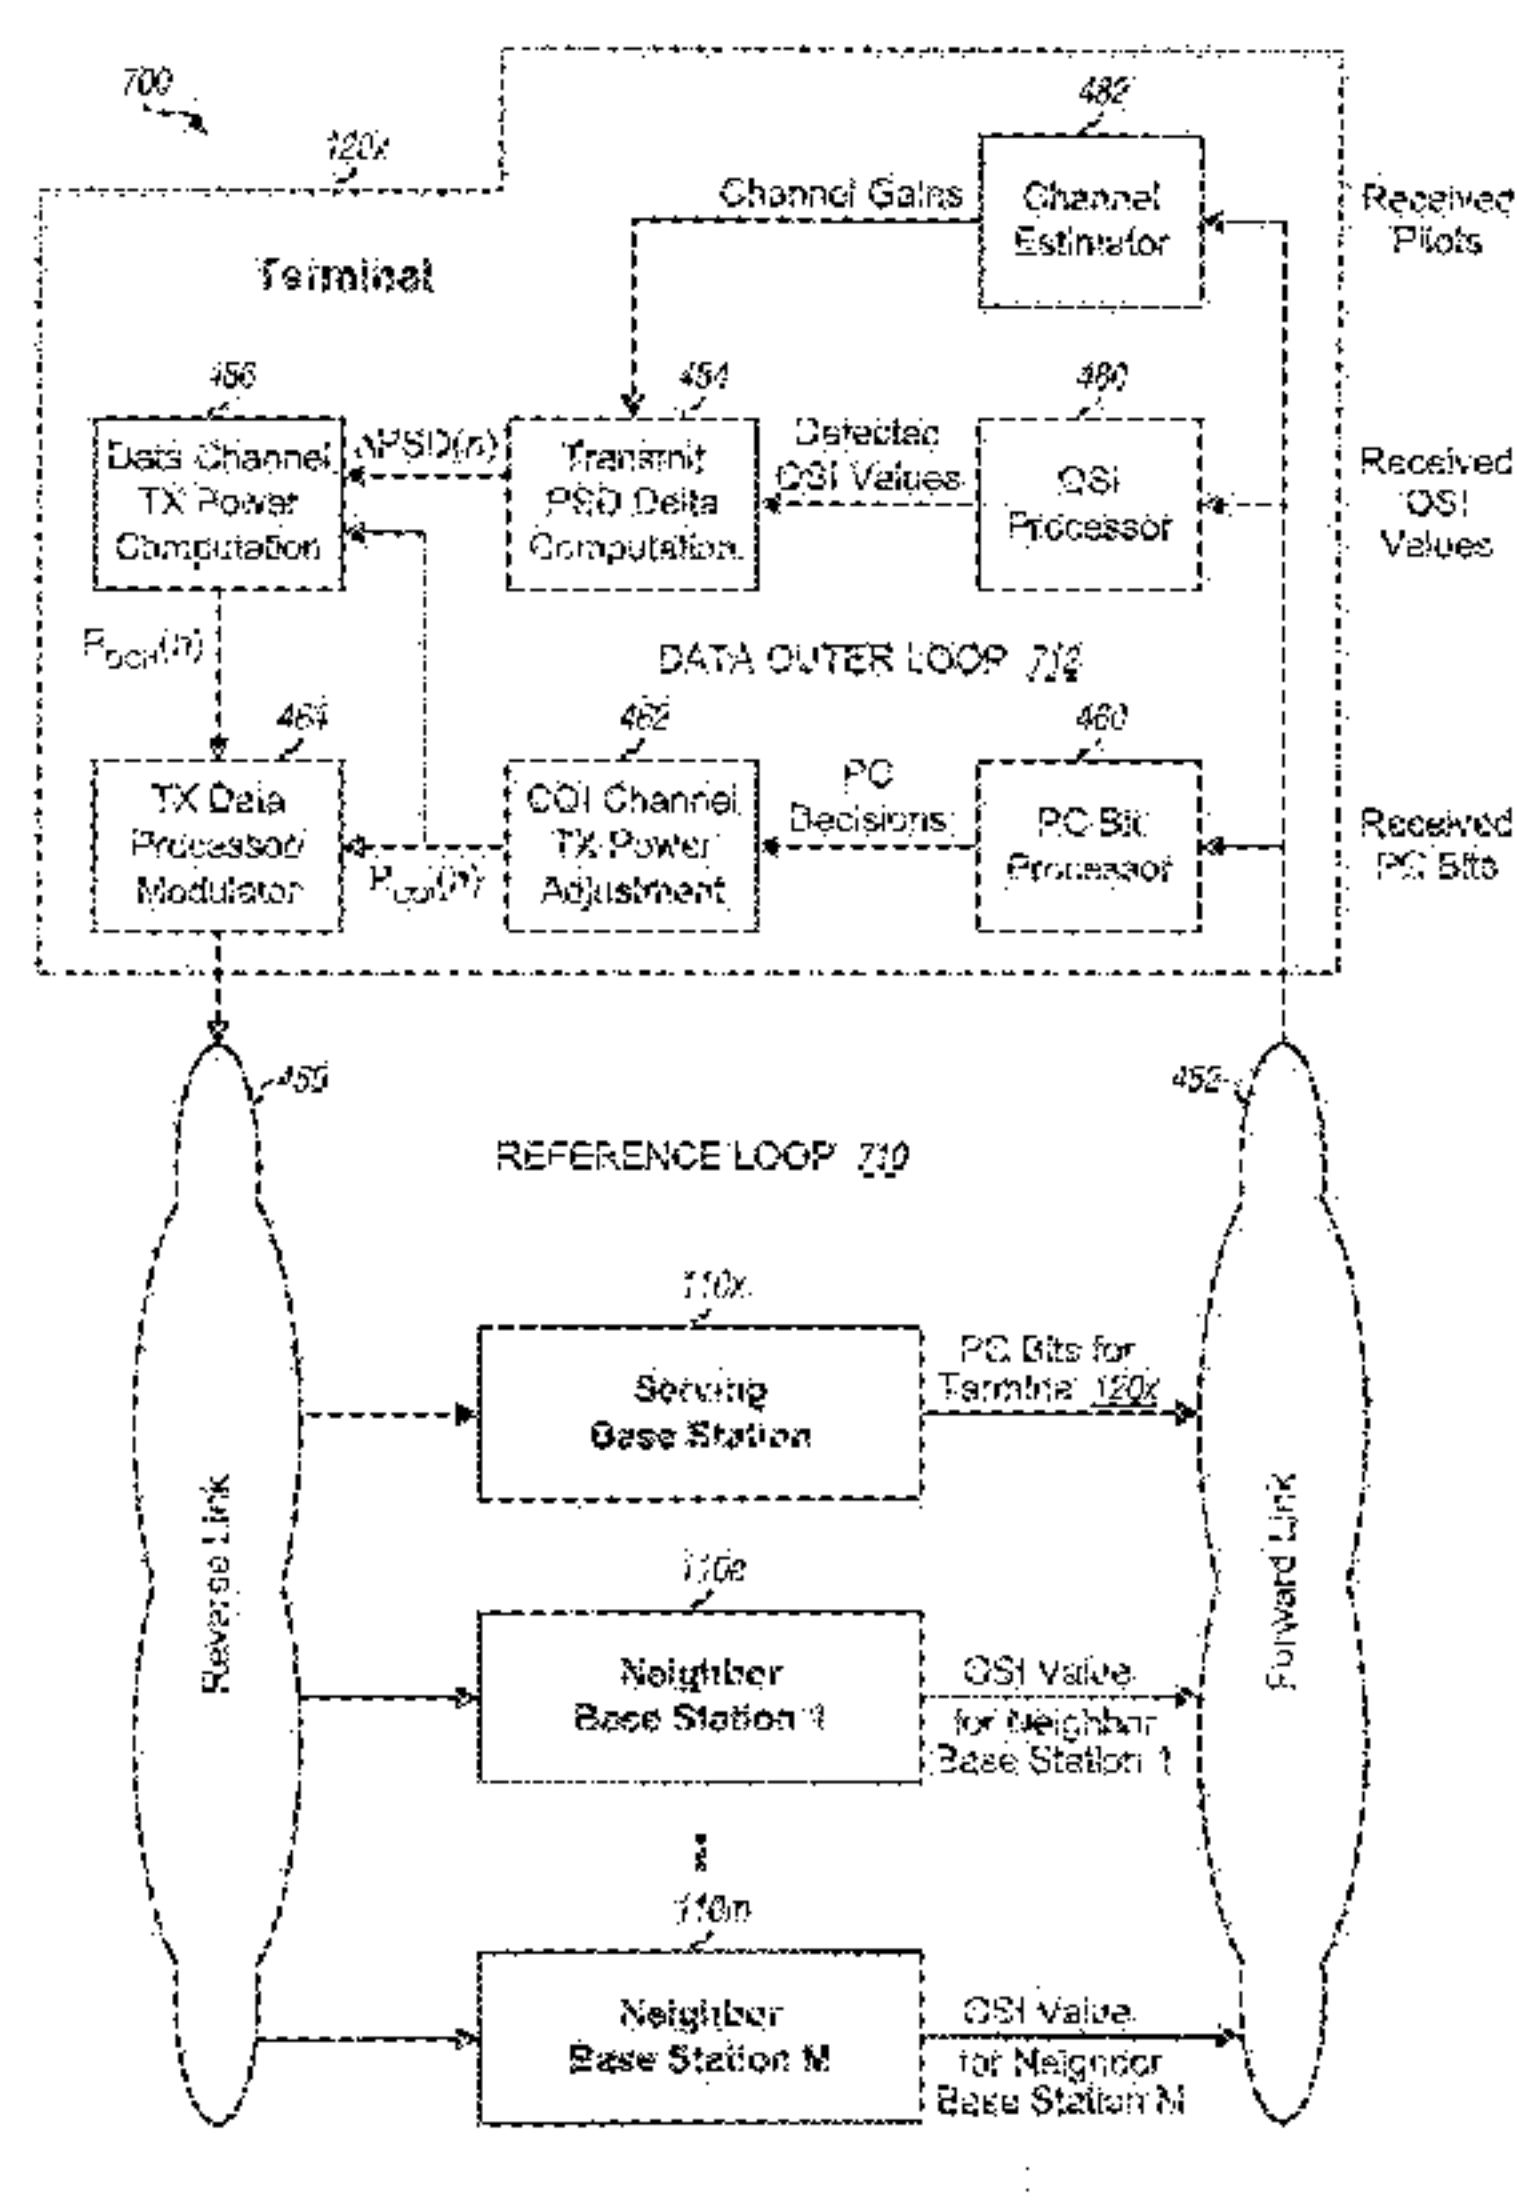 700
120x
482
Channel Gains
Channel
Estimator
Received
Pilots
Terminal
486
484
480
Data Channel
TX Power
Computation
ΔPSD(n)
Transmit
PSD Delta
Computation
Detected
OSI Values
OSI
Processor
Received
OSI
Values
PDCH(n)
DATA OUTER LOOP 712
464
462
460
TX Data
Processor/
Modulator
PCQI(n)
CQI Channel
TX Power
Adjustment
PC
Decisions
PC Bit
Processor
Received
PC Bits
452
REFERENCE LOOP 710
110x
Serving
Base Station
PC Bits for
Terminal 120x
Reverse Link
Forward Link
Neighbor
Base Station 1
OSI Value
for Neighbor
Base Station 1
110m
Neighbor
Base Station M
OSI Value
for Neighbor
Base Station M